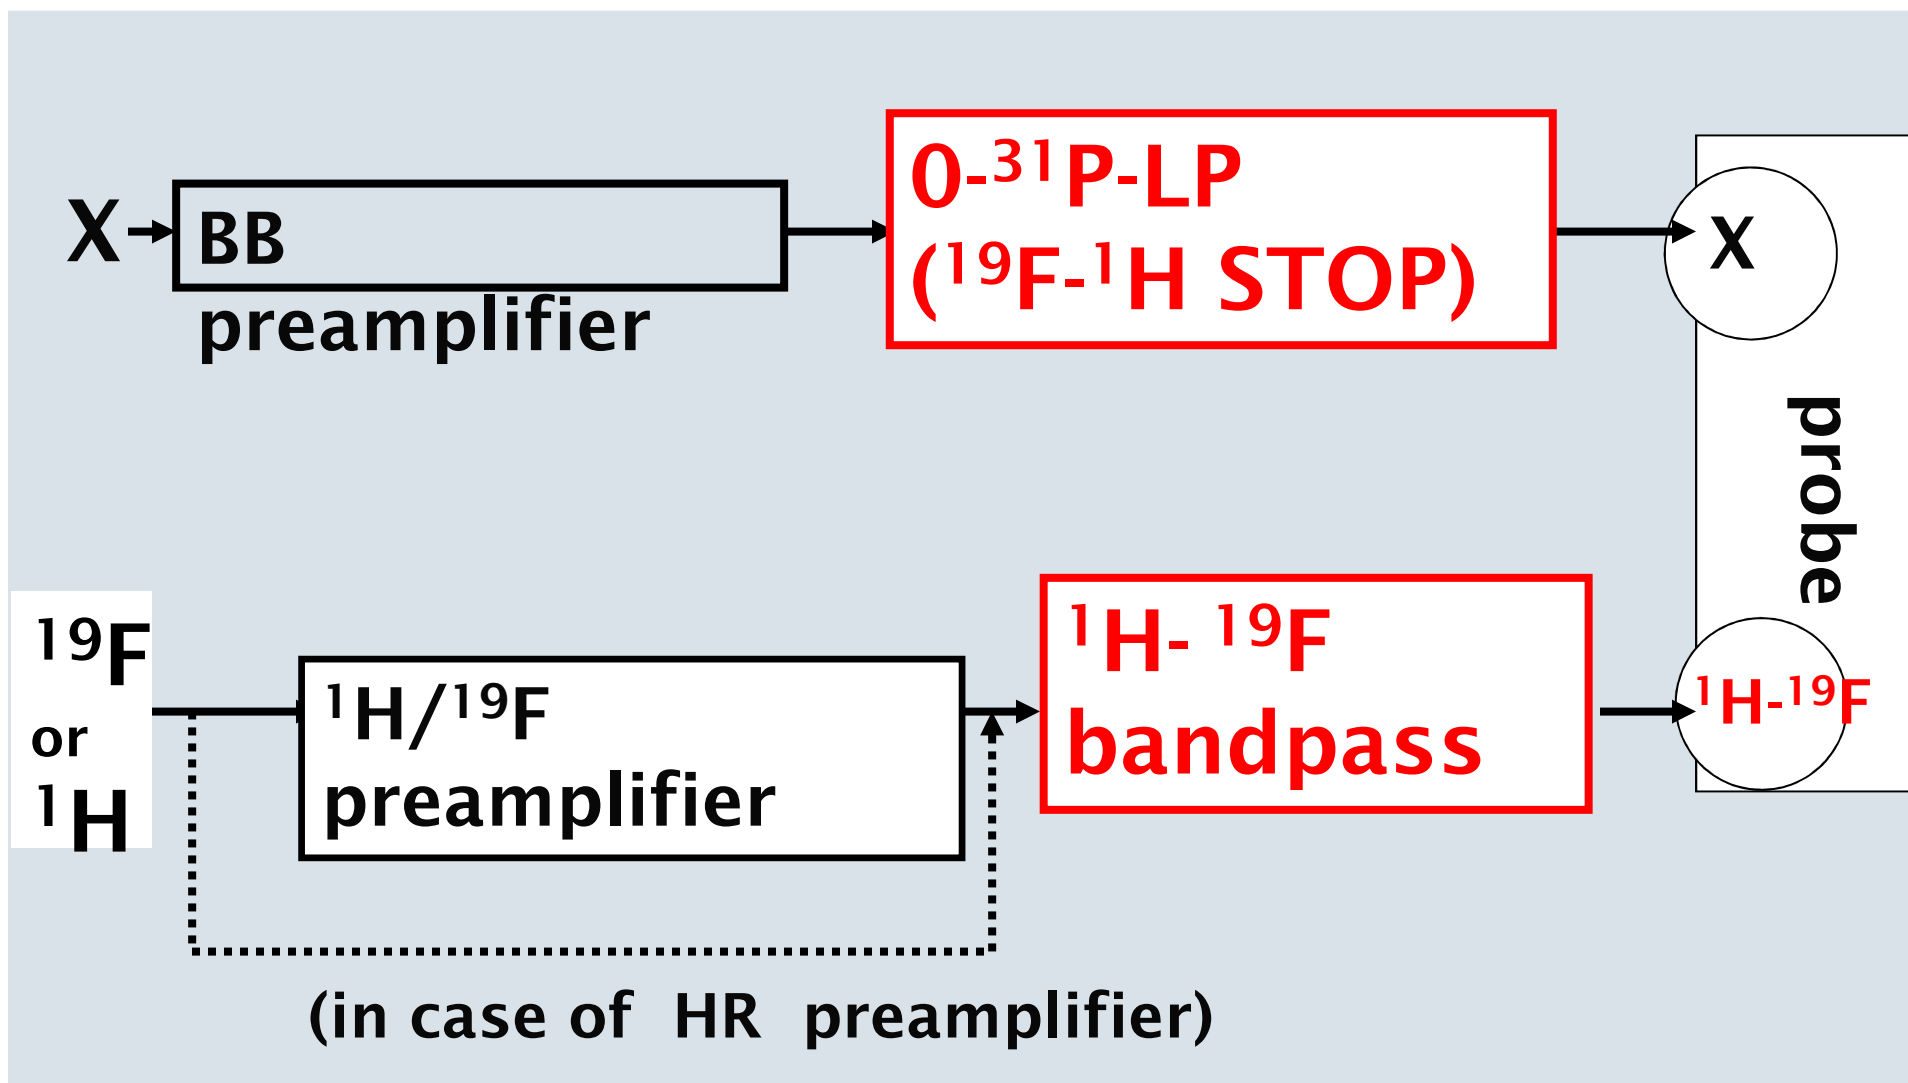 X
BB
preamplifier
0-³¹P-LP
(¹⁹F-¹H STOP)
X
probe
¹⁹F
or
¹H
¹H/¹⁹F
preamplifier
¹H- ¹⁹F
bandpass
¹H-¹⁹F
(in case of HR preamplifier)